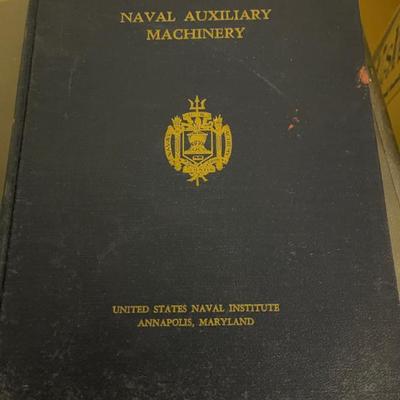 NAVAL AUXILIARY
MACHINERY
UNITED STATES NAVAL INSTITUTE
ANNAPOLIS, MARYLAND